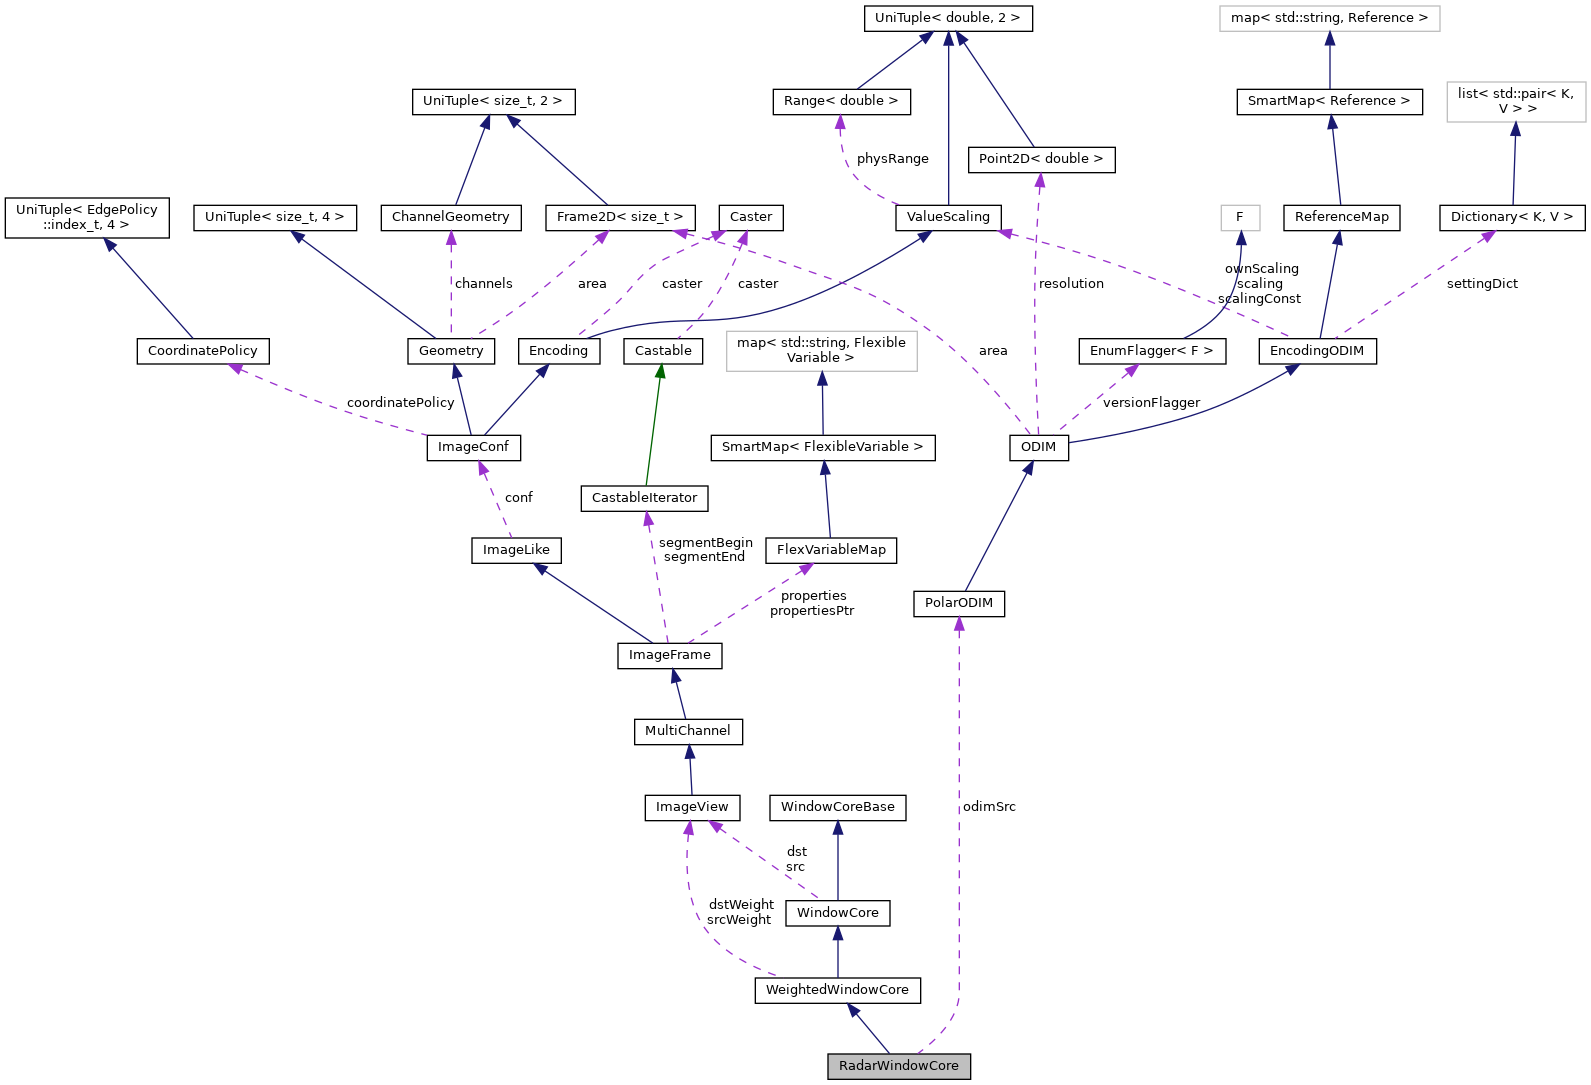 UniTuple< double, 2 >
map< std::string, Reference >
UniTuple< size_t, 2 >
Range< double >
SmartMap< Reference >
list< std::pair< K,
V > >
physRange
Point2D< double >
UniTuple< EdgePolicy
::index_t, 4 >
UniTuple< size_t, 4 >
ChannelGeometry
Frame2D< size_t >
Caster
ValueScaling
F
ReferenceMap
Dictionary< K, V >
channels
area
caster
caster
resolution
ownScaling
scaling
scalingConst
settingDict
CoordinatePolicy
Geometry
Encoding
Castable
map< std::string, Flexible
Variable >
area
EnumFlagger< F >
EncodingODIM
coordinatePolicy
versionFlagger
ImageConf
SmartMap< FlexibleVariable >
ODIM
conf
CastableIterator
ImageLike
segmentBegin
segmentEnd
FlexVariableMap
properties
propertiesPtr
PolarODIM
ImageFrame
MultiChannel
ImageView
WindowCoreBase
odimSrc
dst
src
dstWeight
srcWeight
WindowCore
WeightedWindowCore
RadarWindowCore